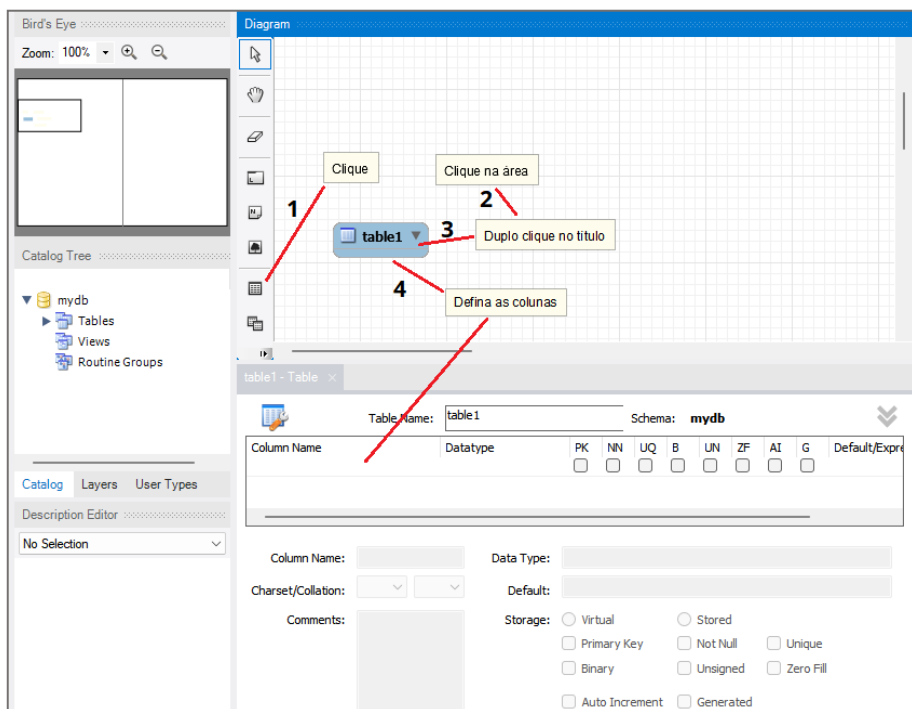 Bird's Eye
Zoom: 100%
Diagram
Clique
1
Clique na área
2
table1
3
Duplo clique no título
4
Defina as colunas
Catalog Tree
mydb
Tables
Views
Routine Groups
Catalog Layers User Types
Description Editor
No Selection
table1 - Table
Table Name: table1 Schema: mydb
Column Name Datatype PK NN UQ B UN ZF AI G Default/Expre
Column Name: Data Type:
Charset/Collation: Default:
Comments: Storage: Virtual Stored
Primary Key Not Null Unique
Binary Unsigned Zero Fill
Auto Increment Generated